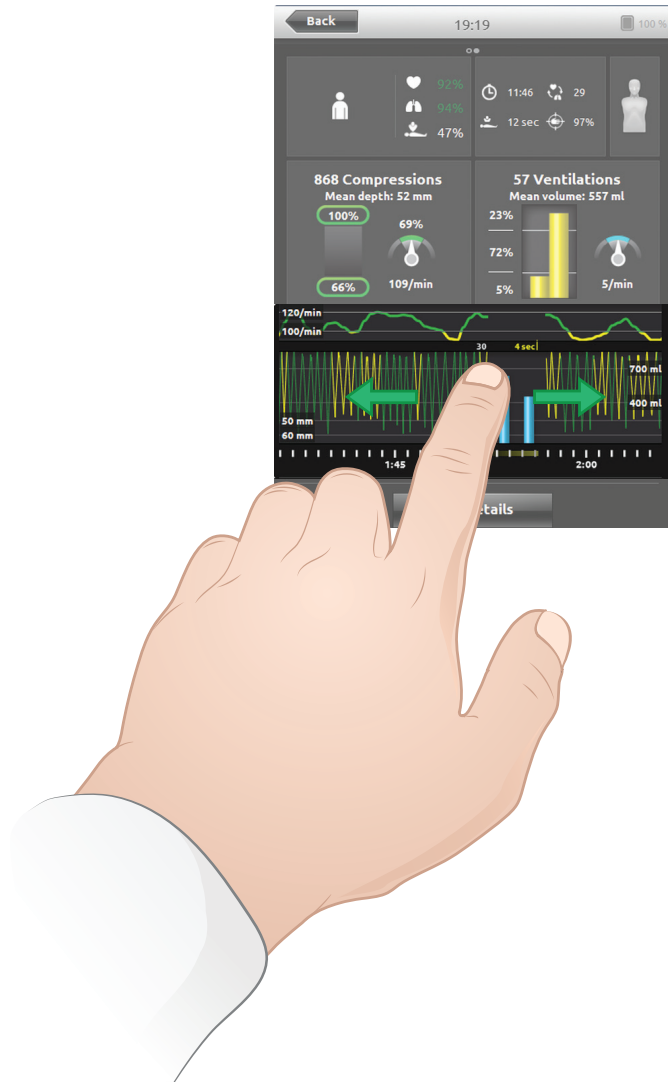 Back
19:19
100 %
92%
94%
47%
11:46
29
12 sec
97%
868 Compressions
Mean depth: 52 mm
100%
69%
66%
109/min
57 Ventilations
Mean volume: 557 ml
23%
72%
5%
5/min
120/min
100/min
30
4 sec
700 ml
400 ml
50 mm
60 mm
1:45
2:00
etails